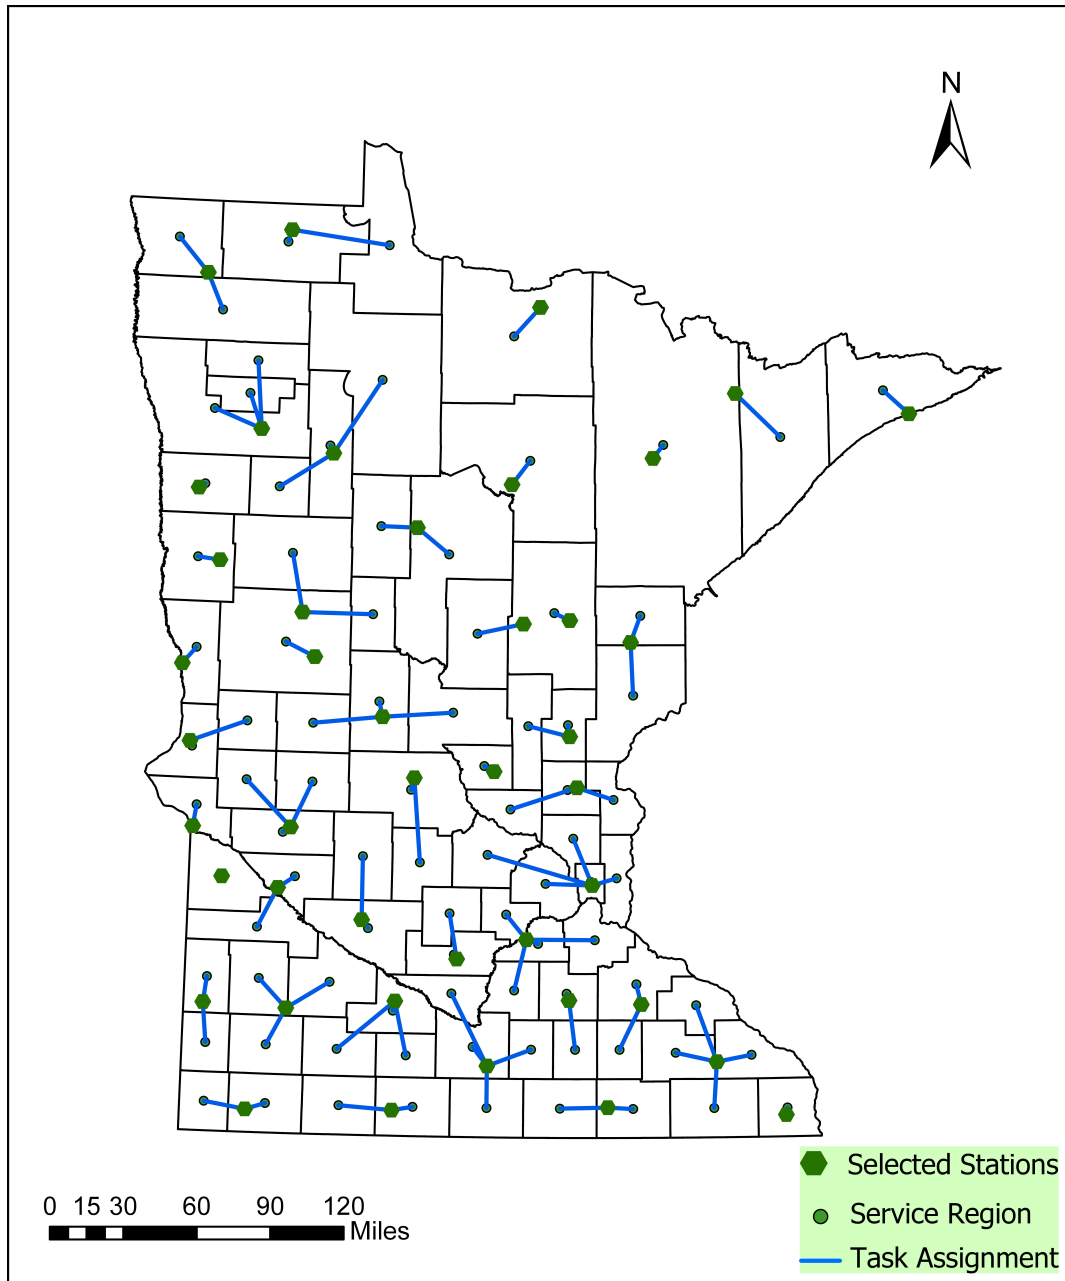 N
Selected Stations
Service Region
Task Assignment
0 15 30 60 90 120
Miles